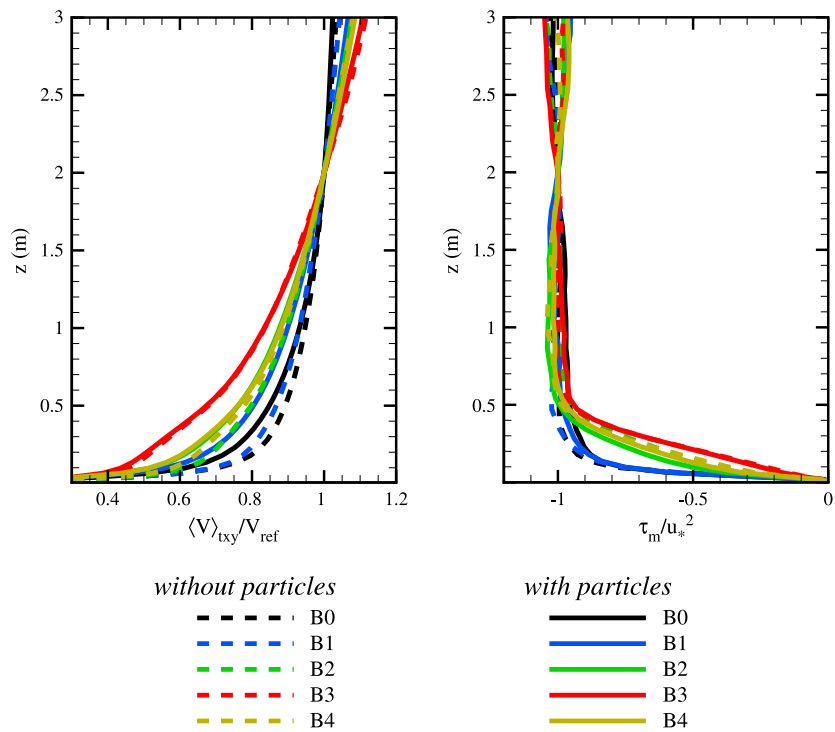 3
2.5
2
1.5
1
0.5
z (m)
0.4 0.6 0.8 1 1.2
⟨V⟩txy/Vref
3
2.5
2
1.5
1
0.5
z (m)
-1 -0.5 0
τm/u*2
without particles
B0
B1
B2
B3
B4
with particles
B0
B1
B2
B3
B4